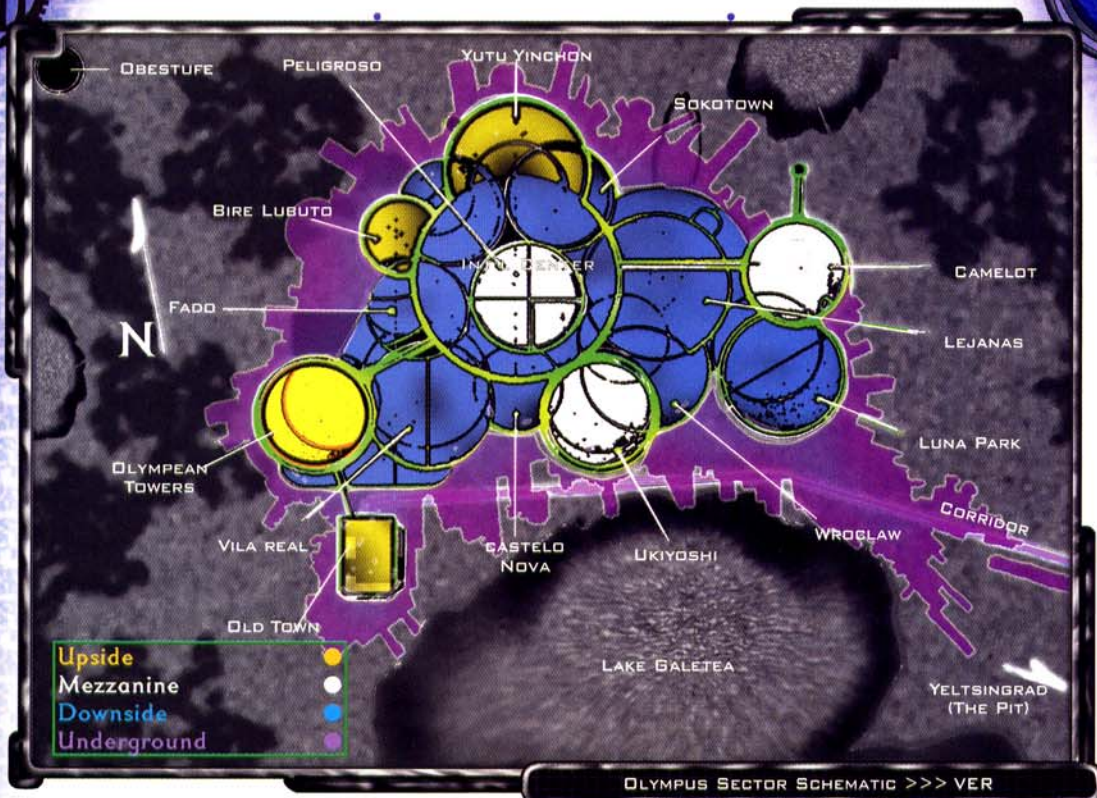 OBESTUFE
PELIGROSO
YUTU YINCHON
SOKOTOWN
BIRE LUBUTO
CENTER
CAMELOT
FADO
N
LEJANAS
OLYMPEAN
TOWERS
LUNA PARK
VILA REAL
CASTELO
NOVA
UKIYOSHI
WROCLAW
CORRIDOR
OLD TOWN
LAKE GALETEA
YELTSINGRAD
(THE PIT)
Upside
Mezzanine
Downside
Underground
OLYMPUS SECTOR SCHEMATIC >>> VER